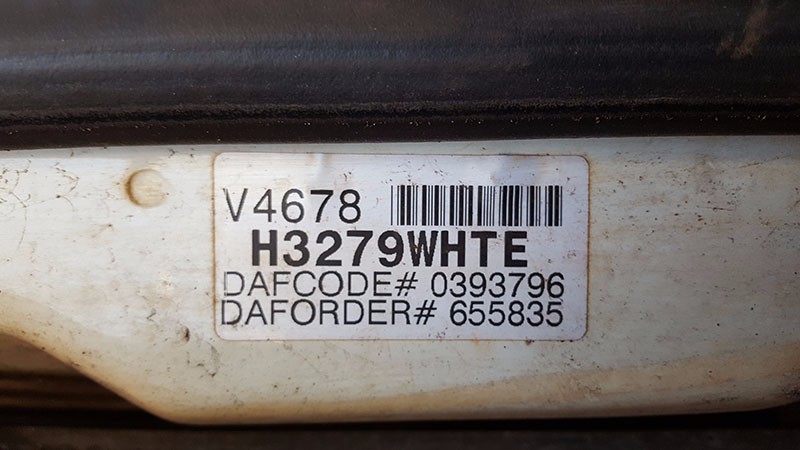 V4678
H3279WHTE
DAFCODE# 0393796
DAFORDER# 655835